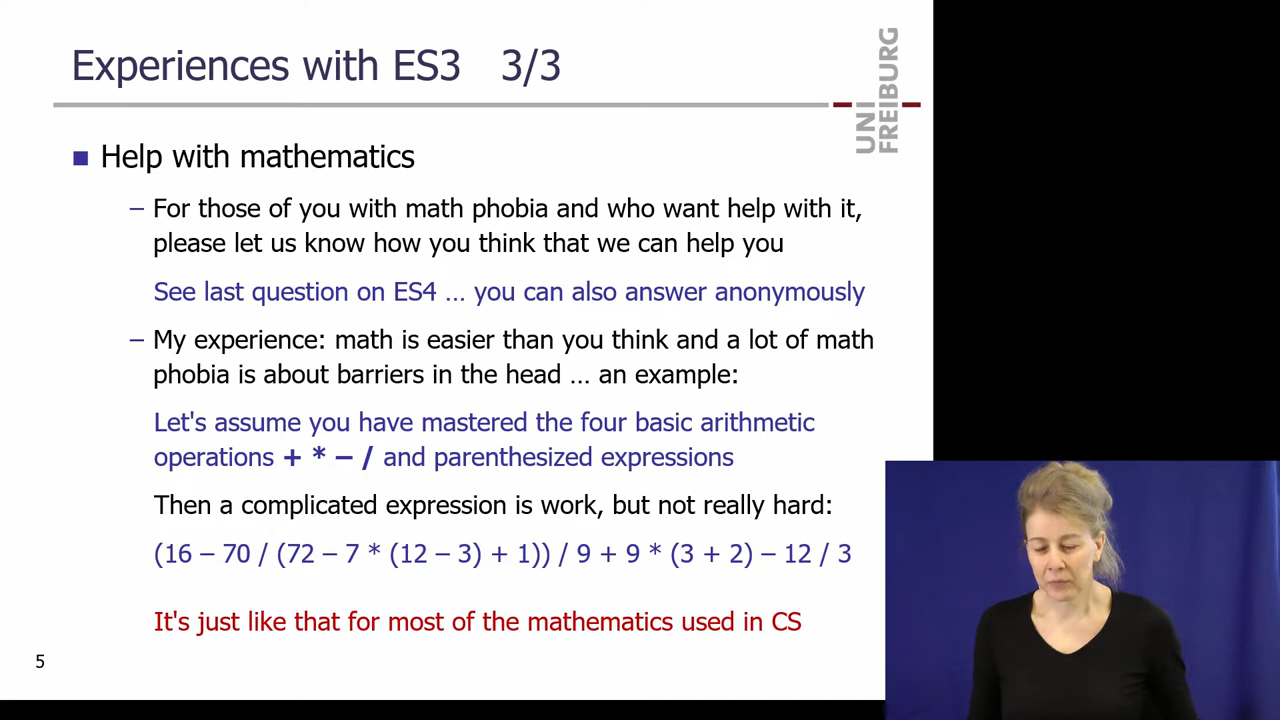 Experiences with ES3 3/3
UNI
FREIBURG
■ Help with mathematics
– For those of you with math phobia and who want help with it,
please let us know how you think that we can help you
See last question on ES4 … you can also answer anonymously
– My experience: math is easier than you think and a lot of math
phobia is about barriers in the head … an example:
Let's assume you have mastered the four basic arithmetic
operations + * – / and parenthesized expressions
Then a complicated expression is work, but not really hard:
(16 – 70 / (72 – 7 * (12 – 3) + 1)) / 9 + 9 * (3 + 2) – 12 / 3
It's just like that for most of the mathematics used in CS
5